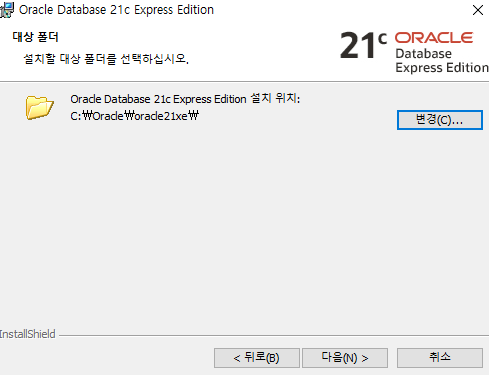 Oracle Database 21c Express Edition
대상 폴더
설치할 대상 폴더를 선택하십시오.
21c ORACLE
Database
Express Edition
Oracle Database 21c Express Edition 설치 위치:
C:₩Oracle₩oracle21xe₩
변경(C)...
InstallShield
< 뒤로(B)
다음(N) >
취소